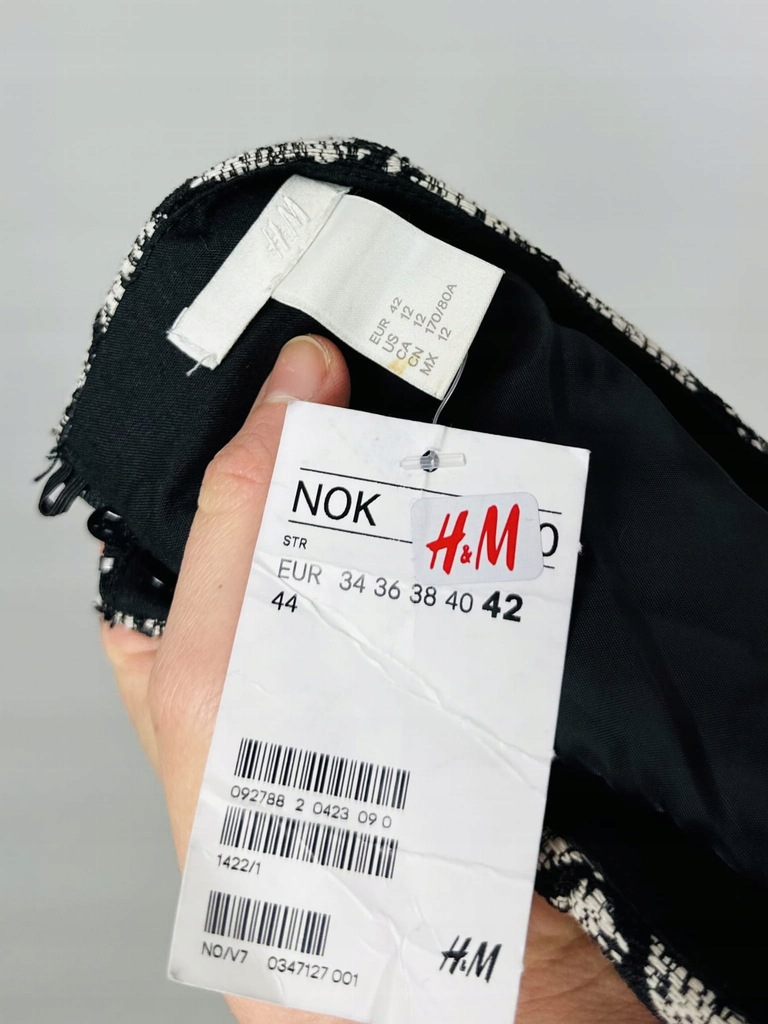 H&M
EUR 42
US 12
CA 12
CN 170/80A
MX 12
NOK
H&M
0
STR
EUR 34 36 38 40 42
44
092788 2 0423 09 0
1422/1
NO/V7 0347127 001
H&M